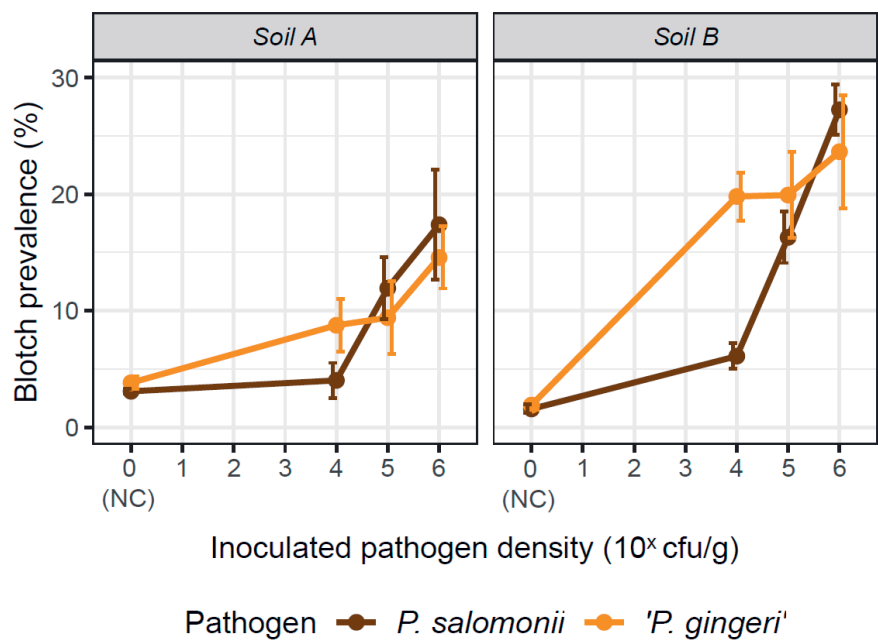 Soil A Soil B
Blotch prevalence (%)
30
20
10
0
0 1 2 3 4 5 6 0 1 2 3 4 5 6
(NC) (NC)
Inoculated pathogen density (10ˣ cfu/g)
Pathogen P. salomonii 'P. gingeri'